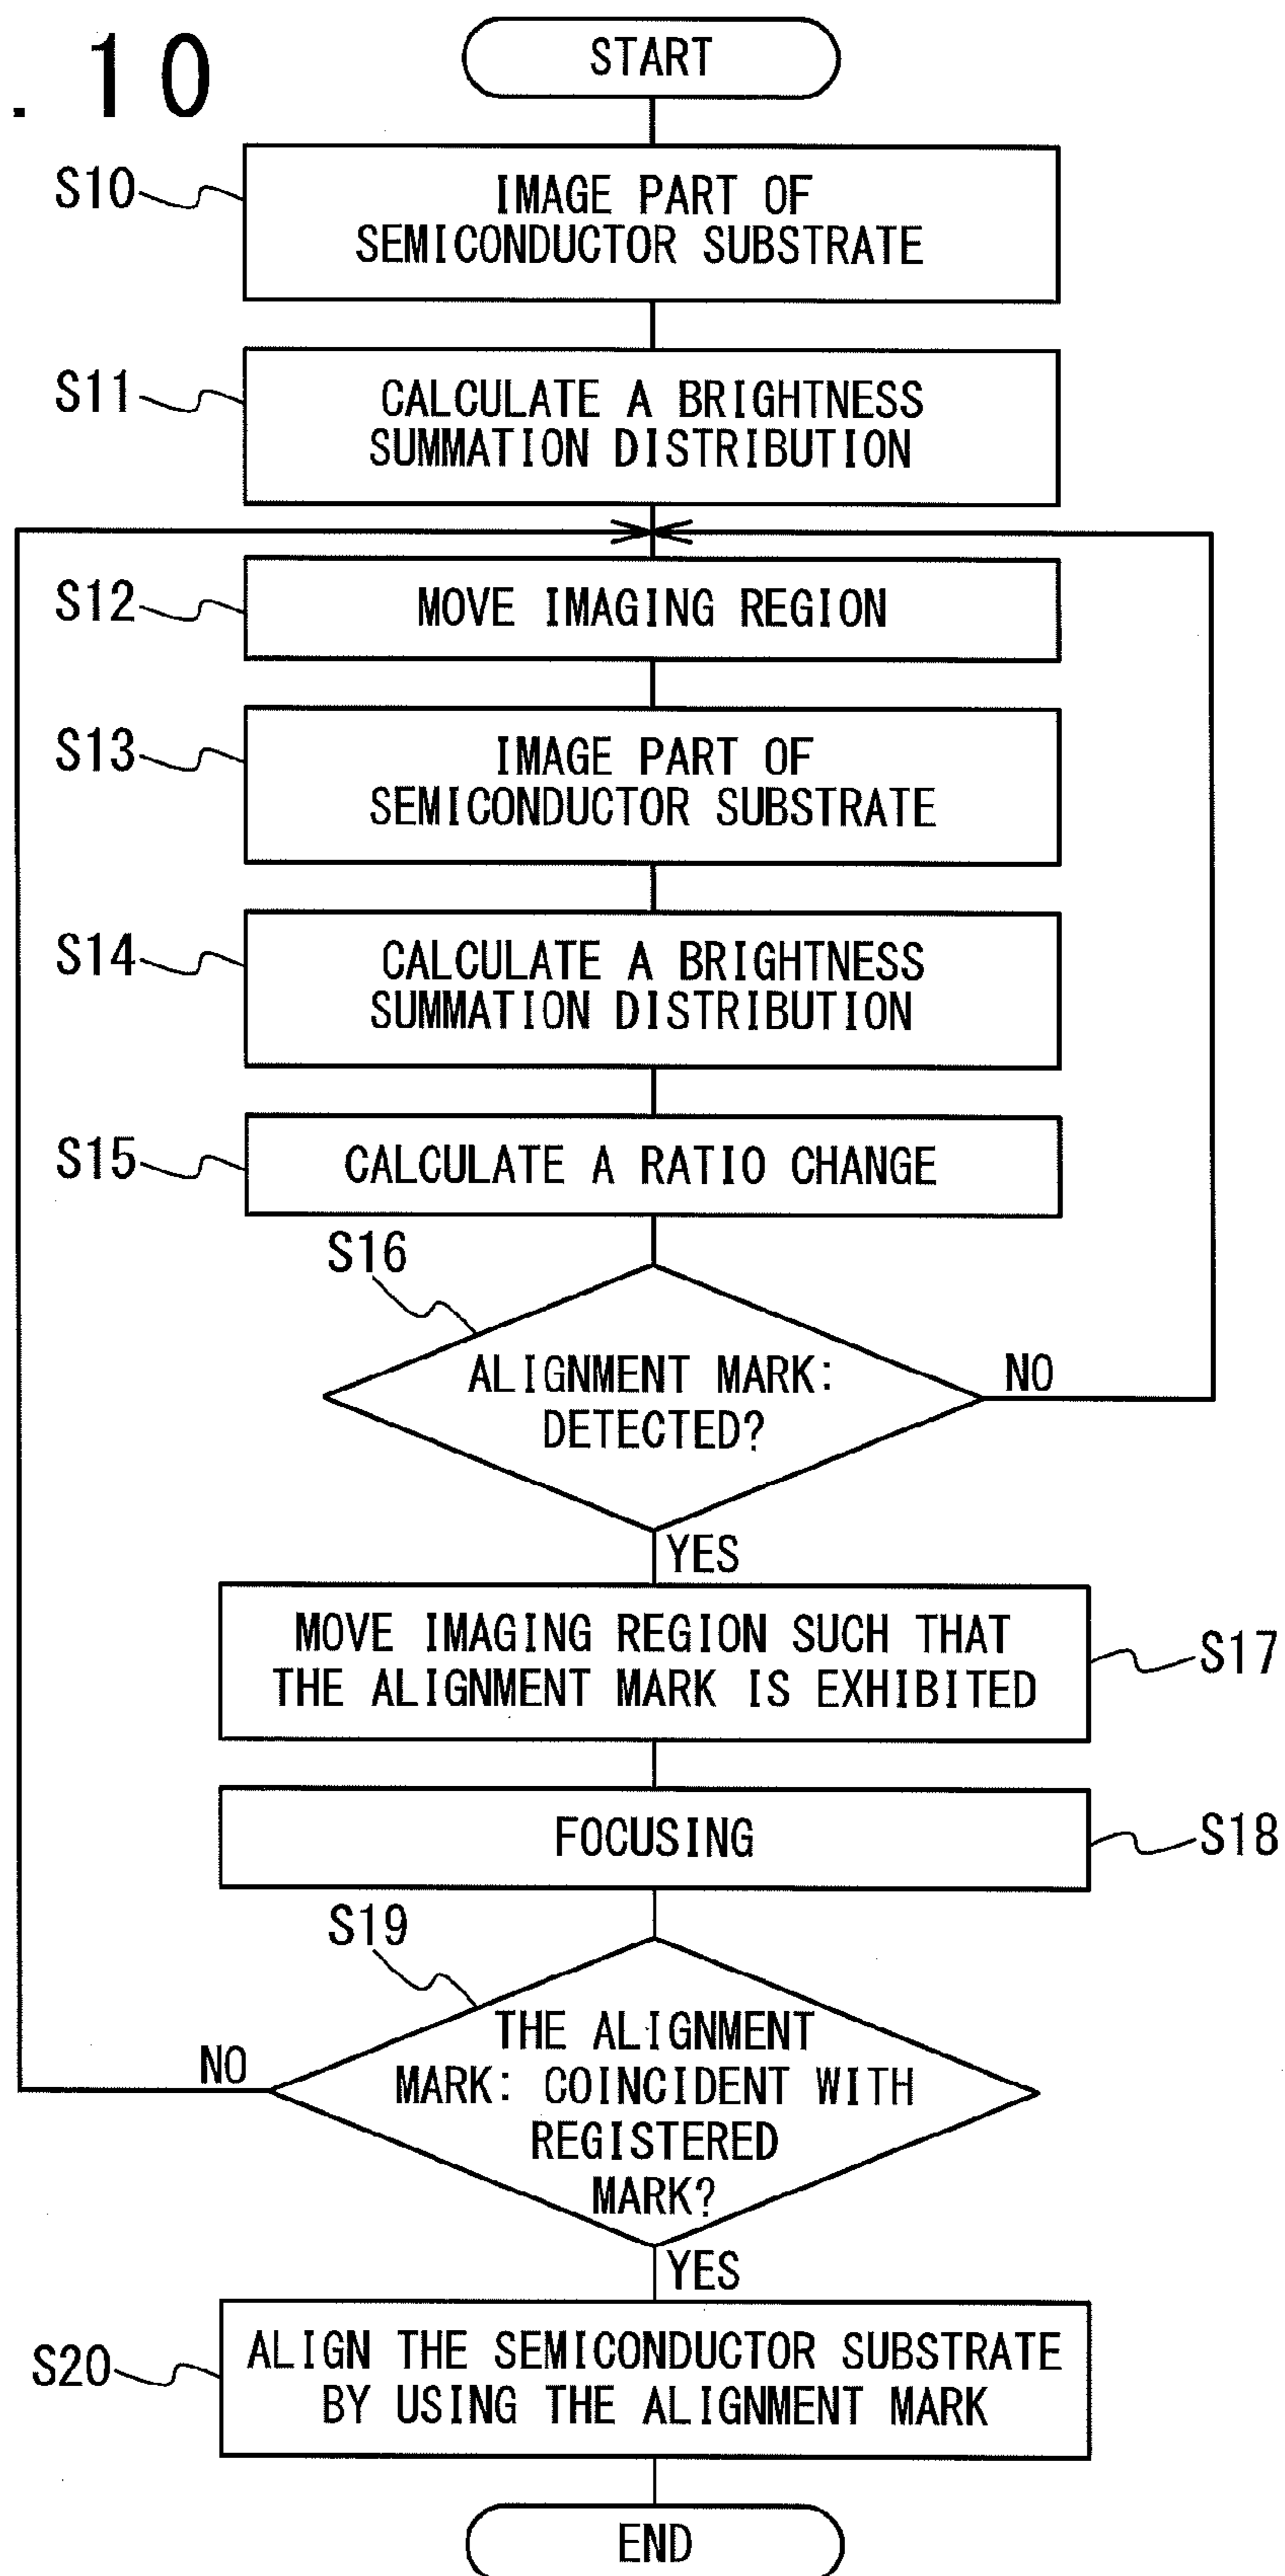 . 10
START
S10
IMAGE PART OF
SEMICONDUCTOR SUBSTRATE
S11
CALCULATE A BRIGHTNESS
SUMMATION DISTRIBUTION
S12
MOVE IMAGING REGION
S13
IMAGE PART OF
SEMICONDUCTOR SUBSTRATE
S14
CALCULATE A BRIGHTNESS
SUMMATION DISTRIBUTION
S15
CALCULATE A RATIO CHANGE
S16
ALIGNMENT MARK:
DETECTED?
NO
YES
MOVE IMAGING REGION SUCH THAT
THE ALIGNMENT MARK IS EXHIBITED
S17
FOCUSING
S18
S19
THE ALIGNMENT
MARK: COINCIDENT WITH
REGISTERED
MARK?
NO
YES
S20
ALIGN THE SEMICONDUCTOR SUBSTRATE
BY USING THE ALIGNMENT MARK
END